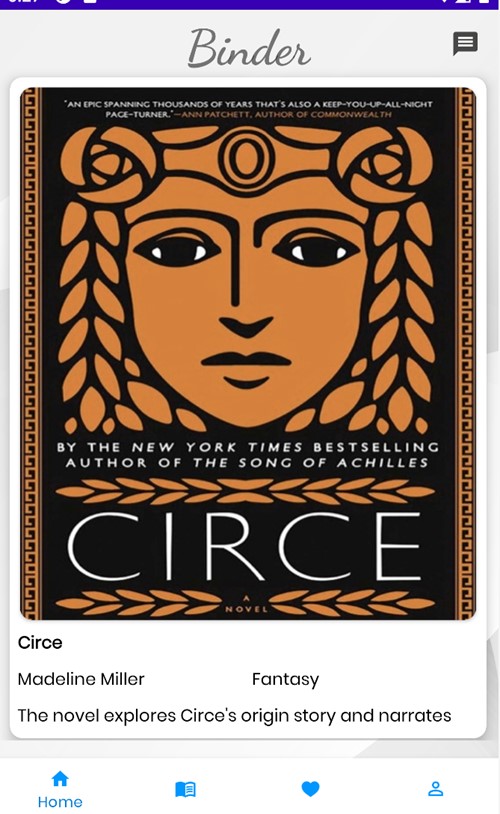 Binder
"AN EPIC SPANNING THOUSANDS OF YEARS THAT'S ALSO A KEEP-YOU-UP-ALL-NIGHT
PAGE-TURNER."—ANN PATCHETT, AUTHOR OF COMMONWEALTH
BY THE NEW YORK TIMES BESTSELLING
AUTHOR OF THE SONG OF ACHILLES
CIRCE
A
NOVEL
Circe
Madeline Miller Fantasy
The novel explores Circe's origin story and narrates
Home